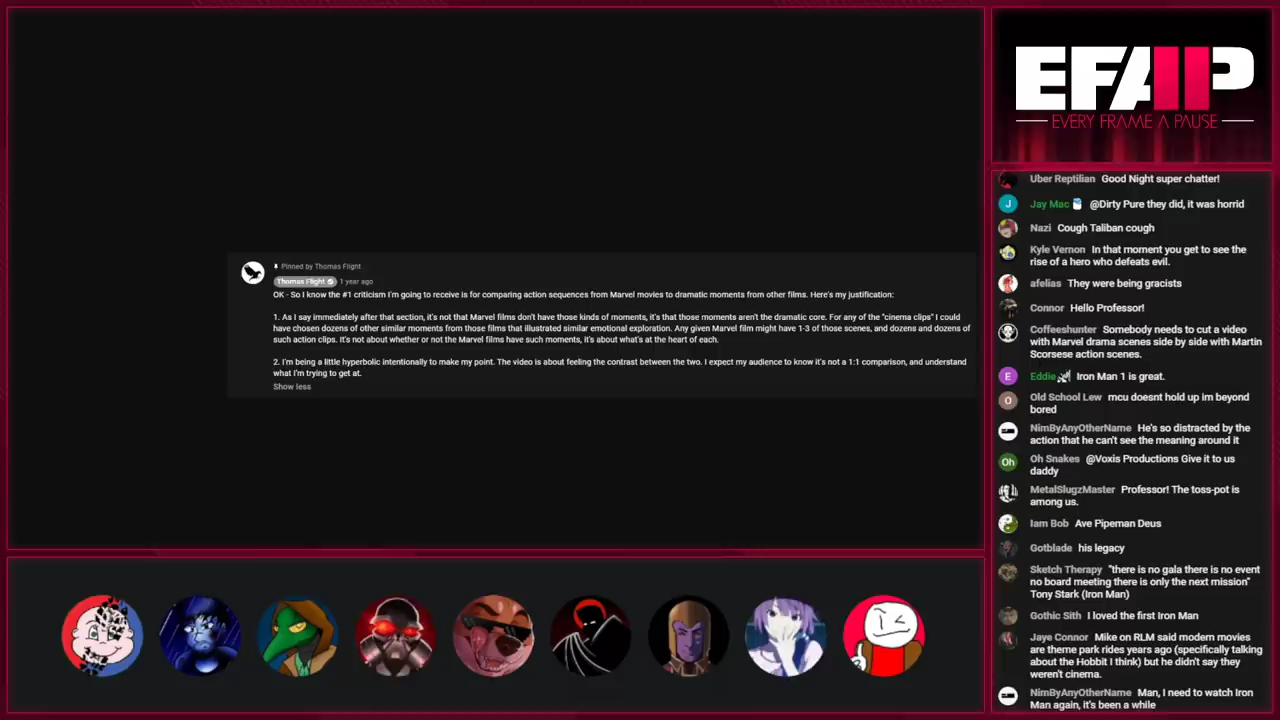 Pinned by Thomas Flight
Thomas Flight 1 year ago
OK - So I know the #1 criticism I'm going to receive is for comparing action sequences from Marvel movies to dramatic moments from other films. Here's my justification:
1. As I say immediately after that section, it's not that Marvel films don't have those kinds of moments, it's that those moments aren't the dramatic core. For any of the "cinema clips" I could
have chosen dozens of other similar moments from those films that illustrated similar emotional exploration. Any given Marvel film might have 1-3 of those scenes, and dozens and dozens of
such action clips. It's not about whether or not the Marvel films have such moments, it's about what's at the heart of each.
2. I'm being a little hyperbolic intentionally to make my point. The video is about feeling the contrast between the two. I expect my audience to know it's not a 1:1 comparison, and understand
what I'm trying to get at.
Show less
EFAP
EVERY FRAME A PAUSE
Uber Reptilian Good Night super chatter!
J Jay Mac @Dirty Pure they did, it was horrid
Nazi Cough Taliban cough
Kyle Vernon In that moment you get to see the
rise of a hero who defeats evil.
afelias They were being gracists
Connor Hello Professor!
Coffeeshunter Somebody needs to cut a video
with Marvel drama scenes side by side with Martin
Scorsese action scenes.
E Eddie Iron Man 1 is great.
O Old School Lew mcu doesnt hold up im beyond
bored
NimByAnyOtherName He's so distracted by the
action that he can't see the meaning around it
Oh Oh Snakes @Voxis Productions Give it to us
daddy
MetalSlugzMaster Professor! The toss-pot is
among us.
Iam Bob Ave Pipeman Deus
Gotblade his legacy
Sketch Therapy "there is no gala there is no event
no board meeting there is only the next mission"
Tony Stark (Iron Man)
Gothic Sith I loved the first Iron Man
Jaye Connor Mike on RLM said modern movies
are theme park rides years ago (specifically talking
about the Hobbit I think) but he didn't say they
weren't cinema.
NimByAnyOtherName Man, I need to watch Iron
Man again, it's been a while